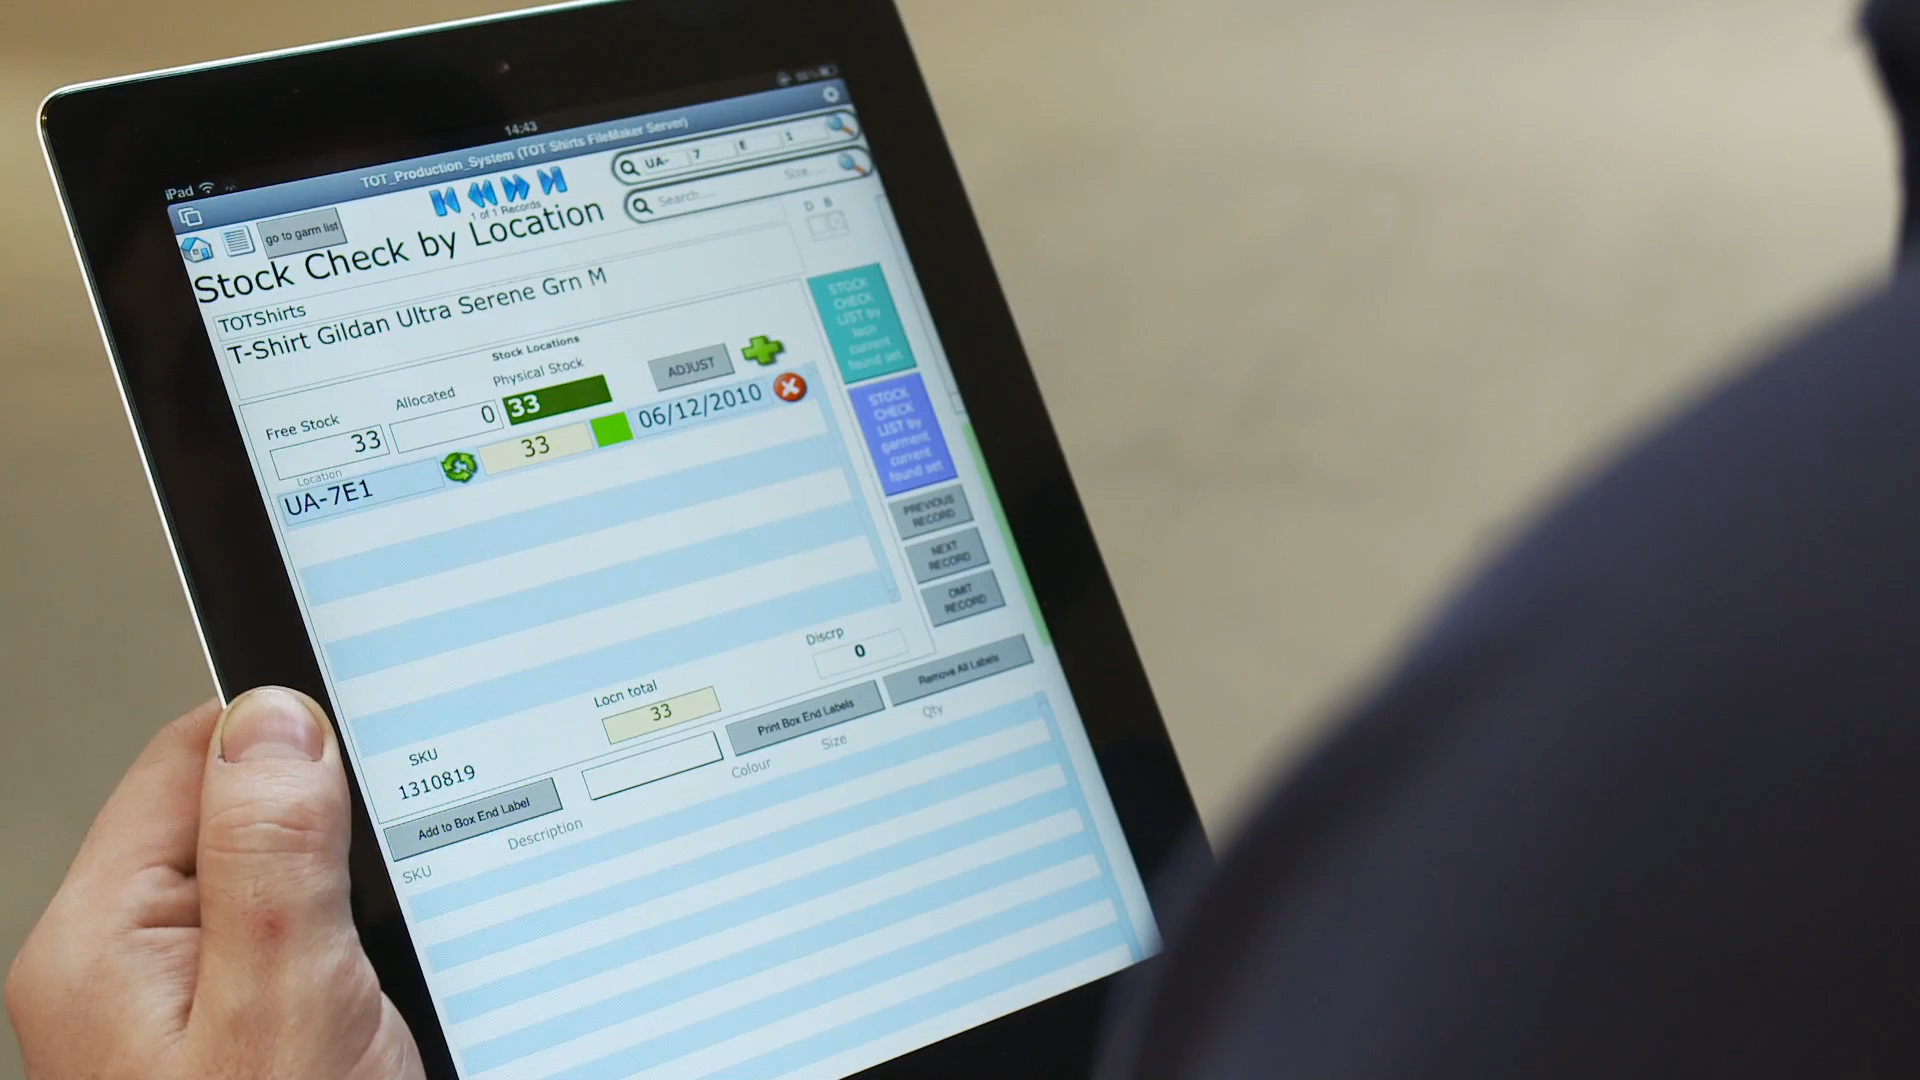 14:43
iPad
TOT_Production_System (TOT Shirts FileMaker Server)
UA- 7 E 1
Search.... Size....
go to garm list
1 of 1 Records
Stock Check by Location
D B
TOTShirts
T-Shirt Gildan Ultra Serene Grn M
Stock Locations
Free Stock Allocated Physical Stock ADJUST
33 0 33
Location
UA-7E1 33 06/12/2010
STOCK
CHECK
LIST by
locn
current
found set
STOCK
CHECK
LIST by
garment
current
found set
PREVIOUS
RECORD
NEXT
RECORD
OMIT
RECORD
Discrp
0
Locn total
33
SKU
1310819
Add to Box End Label Print Box End Labels Remove All Labels
SKU Description Colour Size Qty